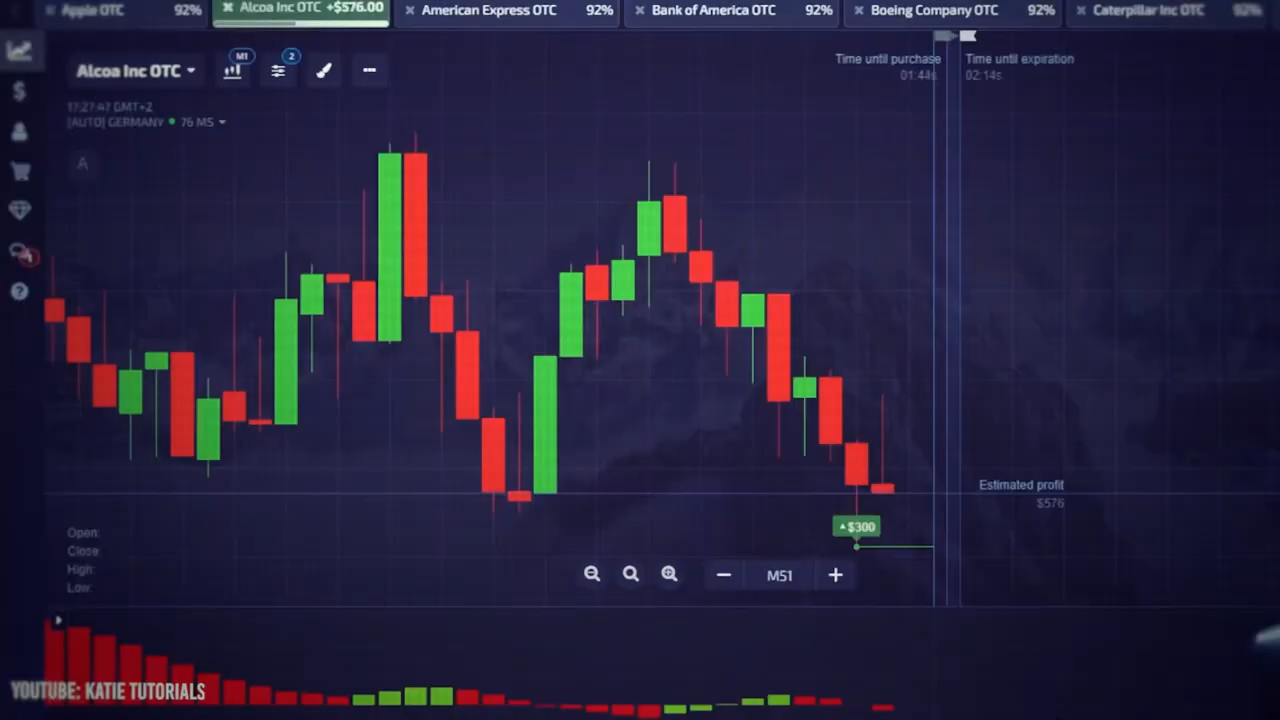 Apple OTC 92%
Alcoa Inc OTC +$576.00
American Express OTC 92%
Bank of America OTC 92%
Boeing Company OTC 92%
Caterpillar Inc OTC 92%
Alcoa Inc OTC
M1
2
Time until purchase
01:44s
Time until expiration
02:14s
17:27:47 GMT+2
[AUTO] GERMANY 76 MS
A
4
Estimated profit
$576
$300
Open:
Close:
High:
Low:
M51
YOUTUBE: KATIE TUTORIALS